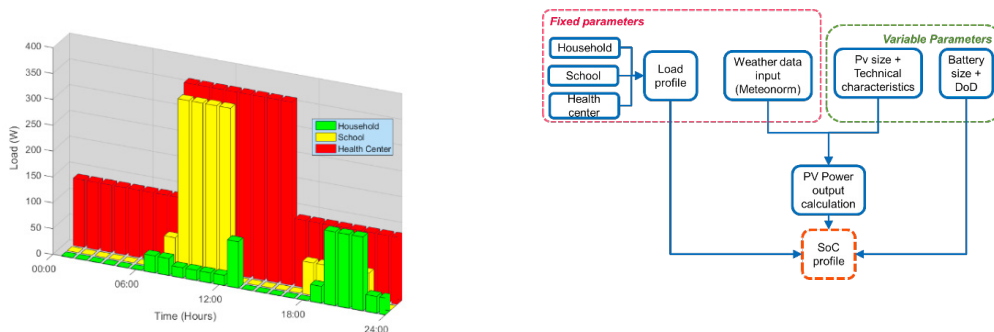 400
350
300
250
200
150
100
50
0
Load (W)
00:00
06:00
12:00
18:00
24:00
Time (Hours)
Household
School
Health Center
Fixed parameters
Household
School
Health
center
Load
profile
Weather data
input
(Meteonorm)
Variable Parameters
Pv size +
Technical
characteristics
Battery
size +
DoD
PV Power
output
calculation
SoC
profile